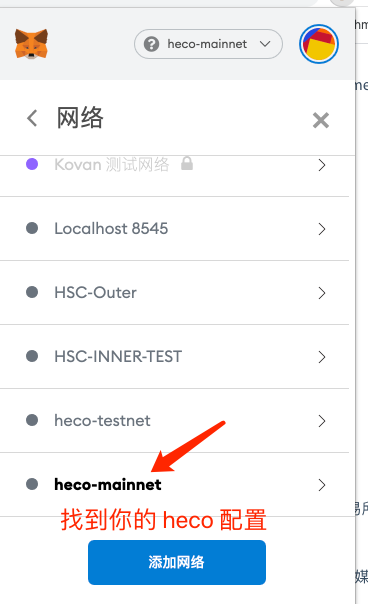 heco-mainnet
网络
Kovan 测试网络
Localhost 8545
HSC-Outer
HSC-INNER-TEST
heco-testnet
heco-mainnet
找到你的 heco 配置
添加网络